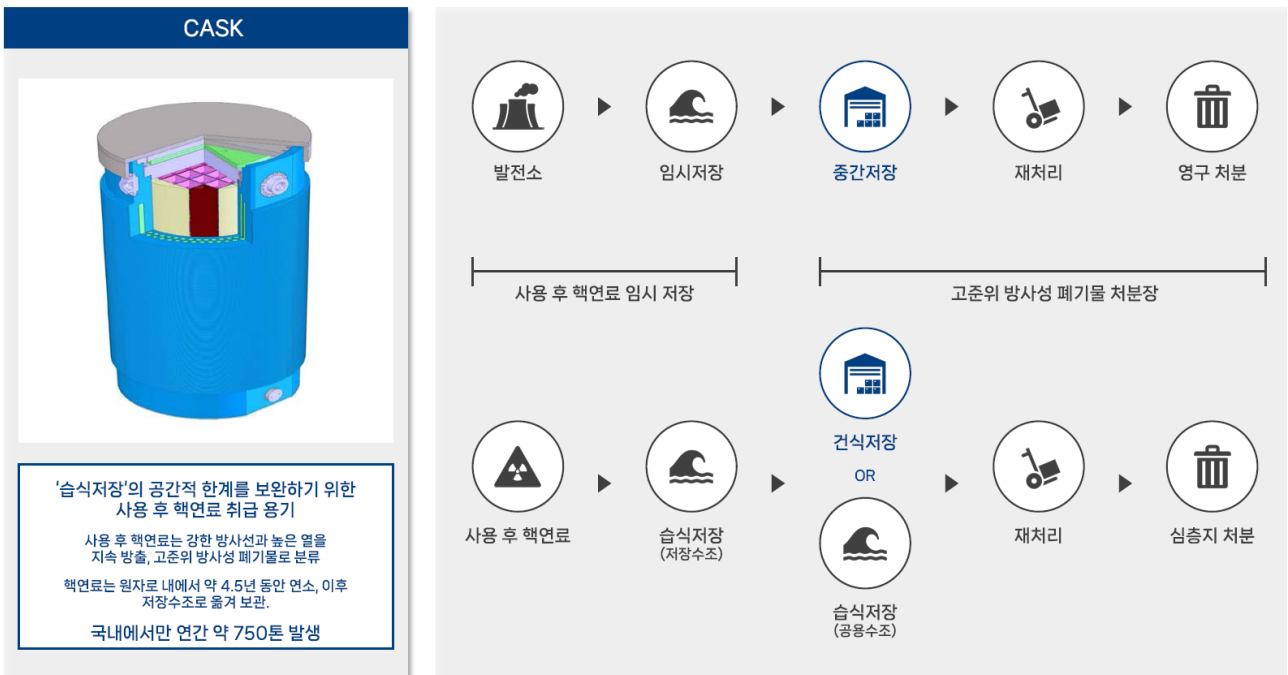 CASK
'습식저장'의 공간적 한계를 보완하기 위한
사용 후 핵연료 취급 용기
사용 후 핵연료는 강한 방사선과 높은 열을
지속 방출, 고준위 방사성 폐기물로 분류
핵연료는 원자로 내에서 약 4.5년 동안 연소, 이후
저장수조로 옮겨 보관.
국내에서만 연간 약 750톤 발생
발전소
임시저장
중간저장
재처리
영구 처분
사용 후 핵연료 임시 저장
고준위 방사성 폐기물 처분장
건식저장
OR
사용 후 핵연료
습식저장
(저장수조)
습식저장
(공용수조)
재처리
심층지 처분